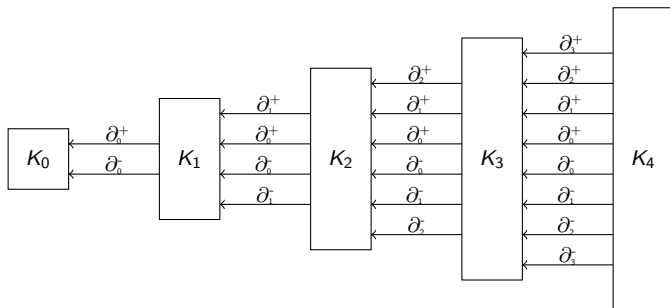 ∂₃⁺
∂₂⁺ ∂₂⁺
∂₁⁺ ∂₁⁺ ∂₁⁺
∂₀⁺ ∂₀⁺ ∂₀⁺ ∂₀⁺
K₀ K₁ K₂ K₃ K₄
∂₀⁻ ∂₀⁻ ∂₀⁻ ∂₀⁻
∂₁⁻ ∂₁⁻ ∂₁⁻
∂₂⁻ ∂₂⁻
∂₃⁻